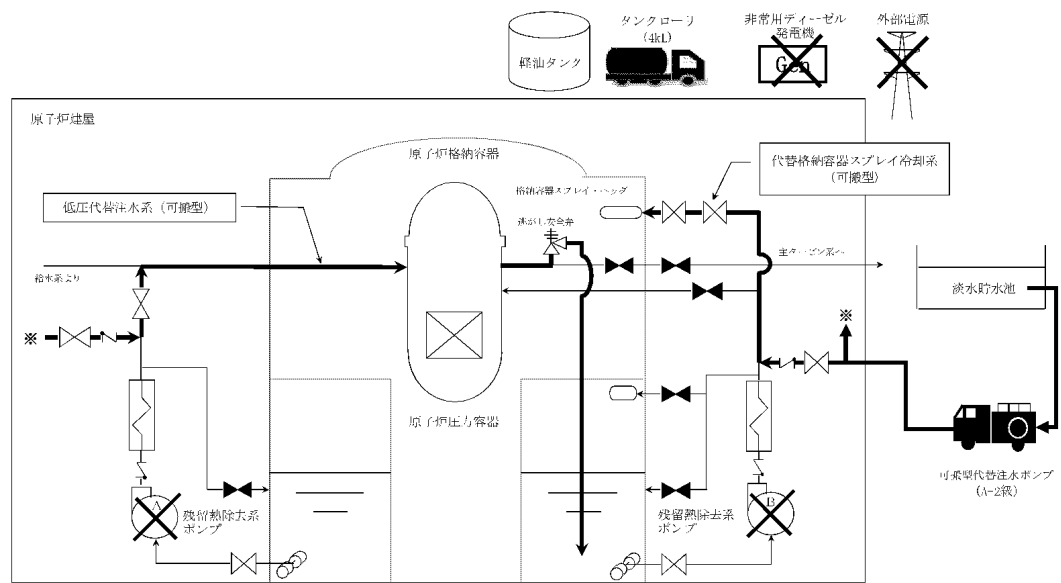 タンクローリ
(4kL)
非常用ディーゼル
発電機
外部電源
軽油タンク
Gen
原子炉建屋
原子炉格納容器
代替格納容器スプレイ冷却系
(可搬型)
格納容器スプレイ・ヘッダ
低圧代替注水系 (可搬型)
逃がし安全弁
給水系より
主タービン系へ
淡水貯水池
※
※
原子炉圧力容器
可搬型代替注水ポンプ
(A-2級)
A
残留熱除去系
ポンプ
残留熱除去系
ポンプ
B